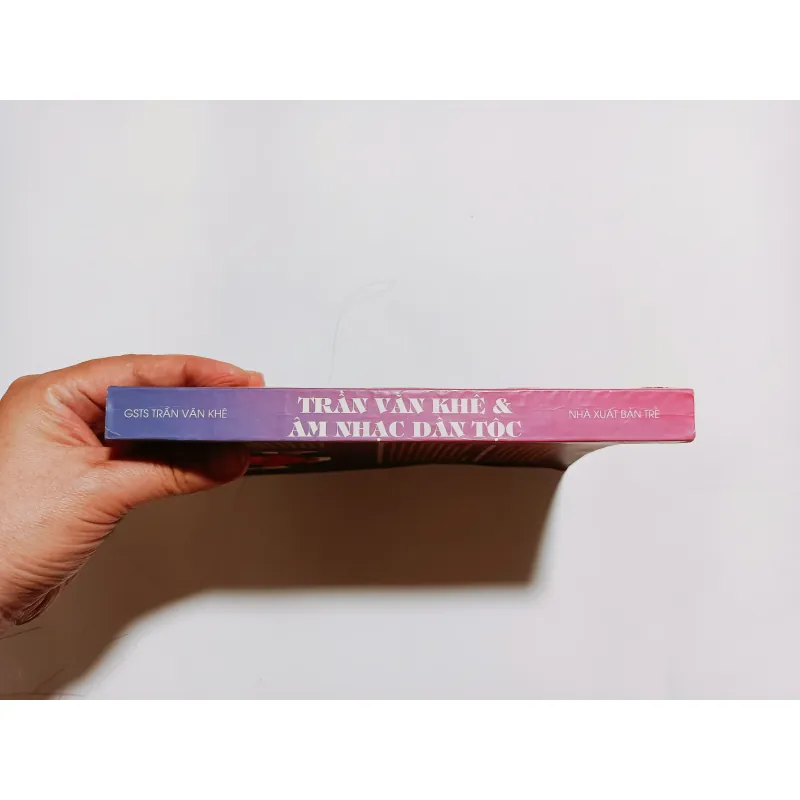 GSTS TRẦN VĂN KHÊ
TRẦN VĂN KHÊ &
ÂM NHẠC DÂN TỘC
NHÀ XUẤT BẢN TRẺ